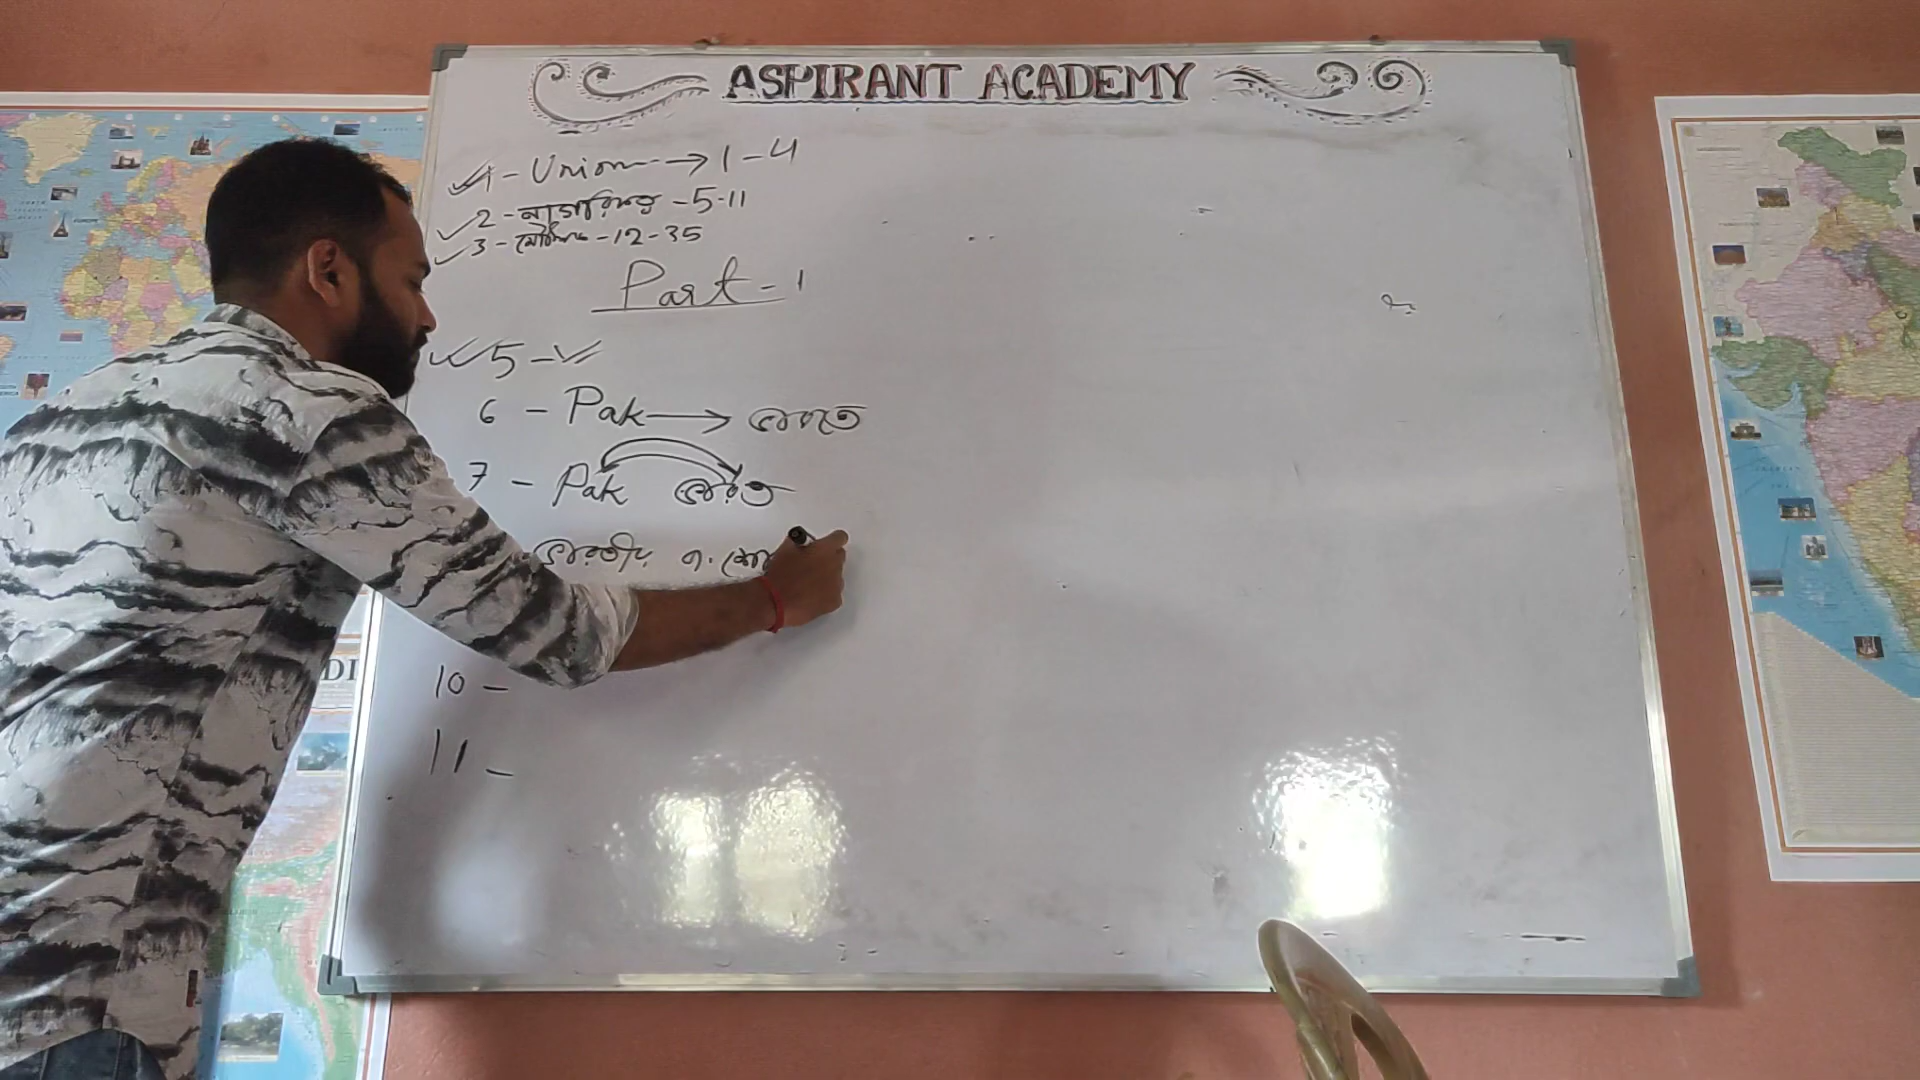 ASPIRANT ACADEMY
1 - Union → 1-4
2 - নাগরিকত্ব - 5-11
3 - মৌলিক - 12-35
Part - 1
5 -
6 - Pak → ভারত
7 - Pak ভারত
ভারতীয়
10 -
11 -